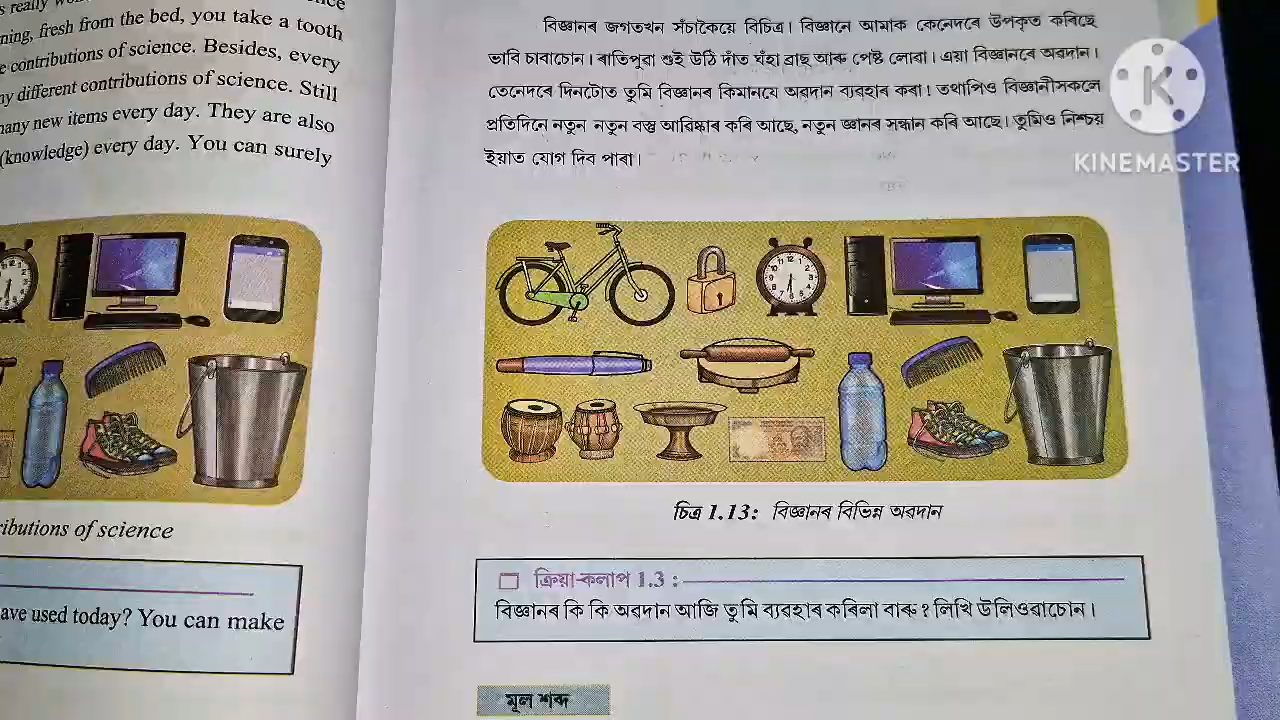 ning, fresh from the bed, you take a tooth
contributions of science. Besides, every
different contributions of science. Still
many new items every day. They are also
(knowledge) every day. You can surely
ributions of science
ave used today? You can make
বিজ্ঞানৰ জগতখন সঁচাকৈয়ে বিচিত্ৰ। বিজ্ঞানে আমাক কেনেদৰে উপকৃত কৰিছে
ভাবি চাবাচোন। ৰাতিপুৱা শুই উঠি দাঁত ঘঁহা ব্ৰাছ আৰু পেষ্ট লোৱা। এয়া বিজ্ঞানৰে অৱদান।
তেনেদৰে দিনটোত তুমি বিজ্ঞানৰ কিমানযে অৱদান ব্যৱহাৰ কৰা! তথাপিও বিজ্ঞানীসকলে
প্ৰতিদিনে নতুন নতুন বস্তু আৱিষ্কাৰ কৰি আছে, নতুন জ্ঞানৰ সন্ধান কৰি আছে। তুমিও নিশ্চয়
ইয়াত যোগ দিব পাৰা।
K
KINEMASTER
চিত্ৰ 1.13: বিজ্ঞানৰ বিভিন্ন অৱদান
ক্ৰিয়া-কলাপ 1.3 :
বিজ্ঞানৰ কি কি অৱদান আজি তুমি ব্যৱহাৰ কৰিলা বাৰু? লিখি উলিওৱাচোন।
মূল শব্দ